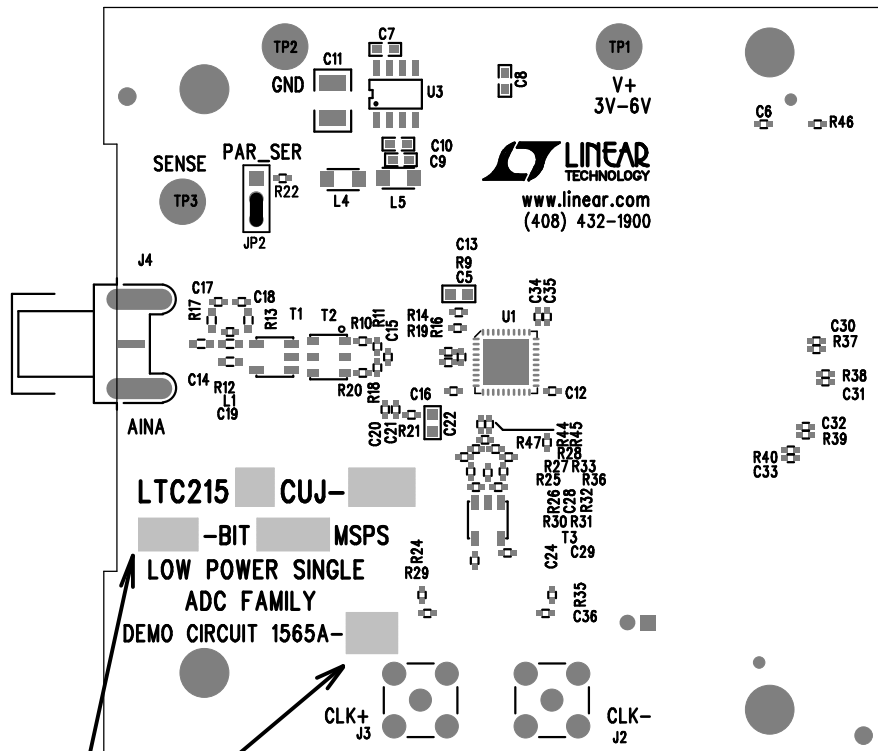 C7
TP2
C11
TP1
GND
U3
C8
V+
3V-6V
C6
R46
C10
C9
PAR_SER
SENSE
R22
TP3
L4
L5
JP2
LINEAR
TECHNOLOGY
www.linear.com
(408) 432-1900
C13
R9
C5
J4
C17
C18
R17
R13
T1
T2
R10
R11
C15
R14
R19
R16
U1
C34
C35
C30
R37
C14
R12
L1
C19
R20
R18
C16
C12
R38
C31
AINA
C20
C21
R21
C22
R47
R44
R45
R28
C32
R39
R40
C33
R27
R33
R25
R36
LTC215 CUJ-
R26
C28
R32
R30
R31
-BIT MSPS
T3
C29
LOW POWER SINGLE
R24
R29
C24
ADC FAMILY
R35
C36
DEMO CIRCUIT 1565A-
CLK+
J3
CLK-
J2